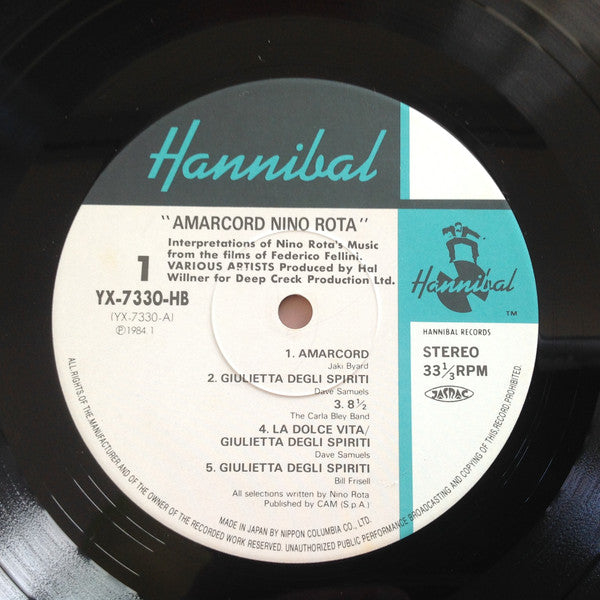 Hannibal
"AMARCORD NINO ROTA"
Interpretations of Nino Rota's Music
from the films of Federico Fellini.
VARIOUS ARTISTS Produced by Hal
Willner for Deep Creck Production Ltd.
1
YX-7330-HB
(YX-7330-A)
Ⓟ1984.1
Hannibal
TM
HANNIBAL RECORDS
STEREO
33⅓RPM
JASRAC
1. AMARCORD
Jaki Byard
2. GIULIETTA DEGLI SPIRITI
Dave Samuels
3. 8½
The Carla Bley Band
4. LA DOLCE VITA/
GIULIETTA DEGLI SPIRITI
Dave Samuels
5. GIULIETTA DEGLI SPIRITI
Bill Frisell
All selections written by Nino Rota
Published by CAM (S.p.A.)
MADE IN JAPAN BY NIPPON COLUMBIA CO., LTD.
ALL RIGHTS OF THE MANUFACTURER AND OF THE OWNER OF THE RECORDED WORK RESERVED. UNAUTHORIZED PUBLIC PERFORMANCE BROADCASTING AND COPYING OF THIS RECORD PROHIBITED.